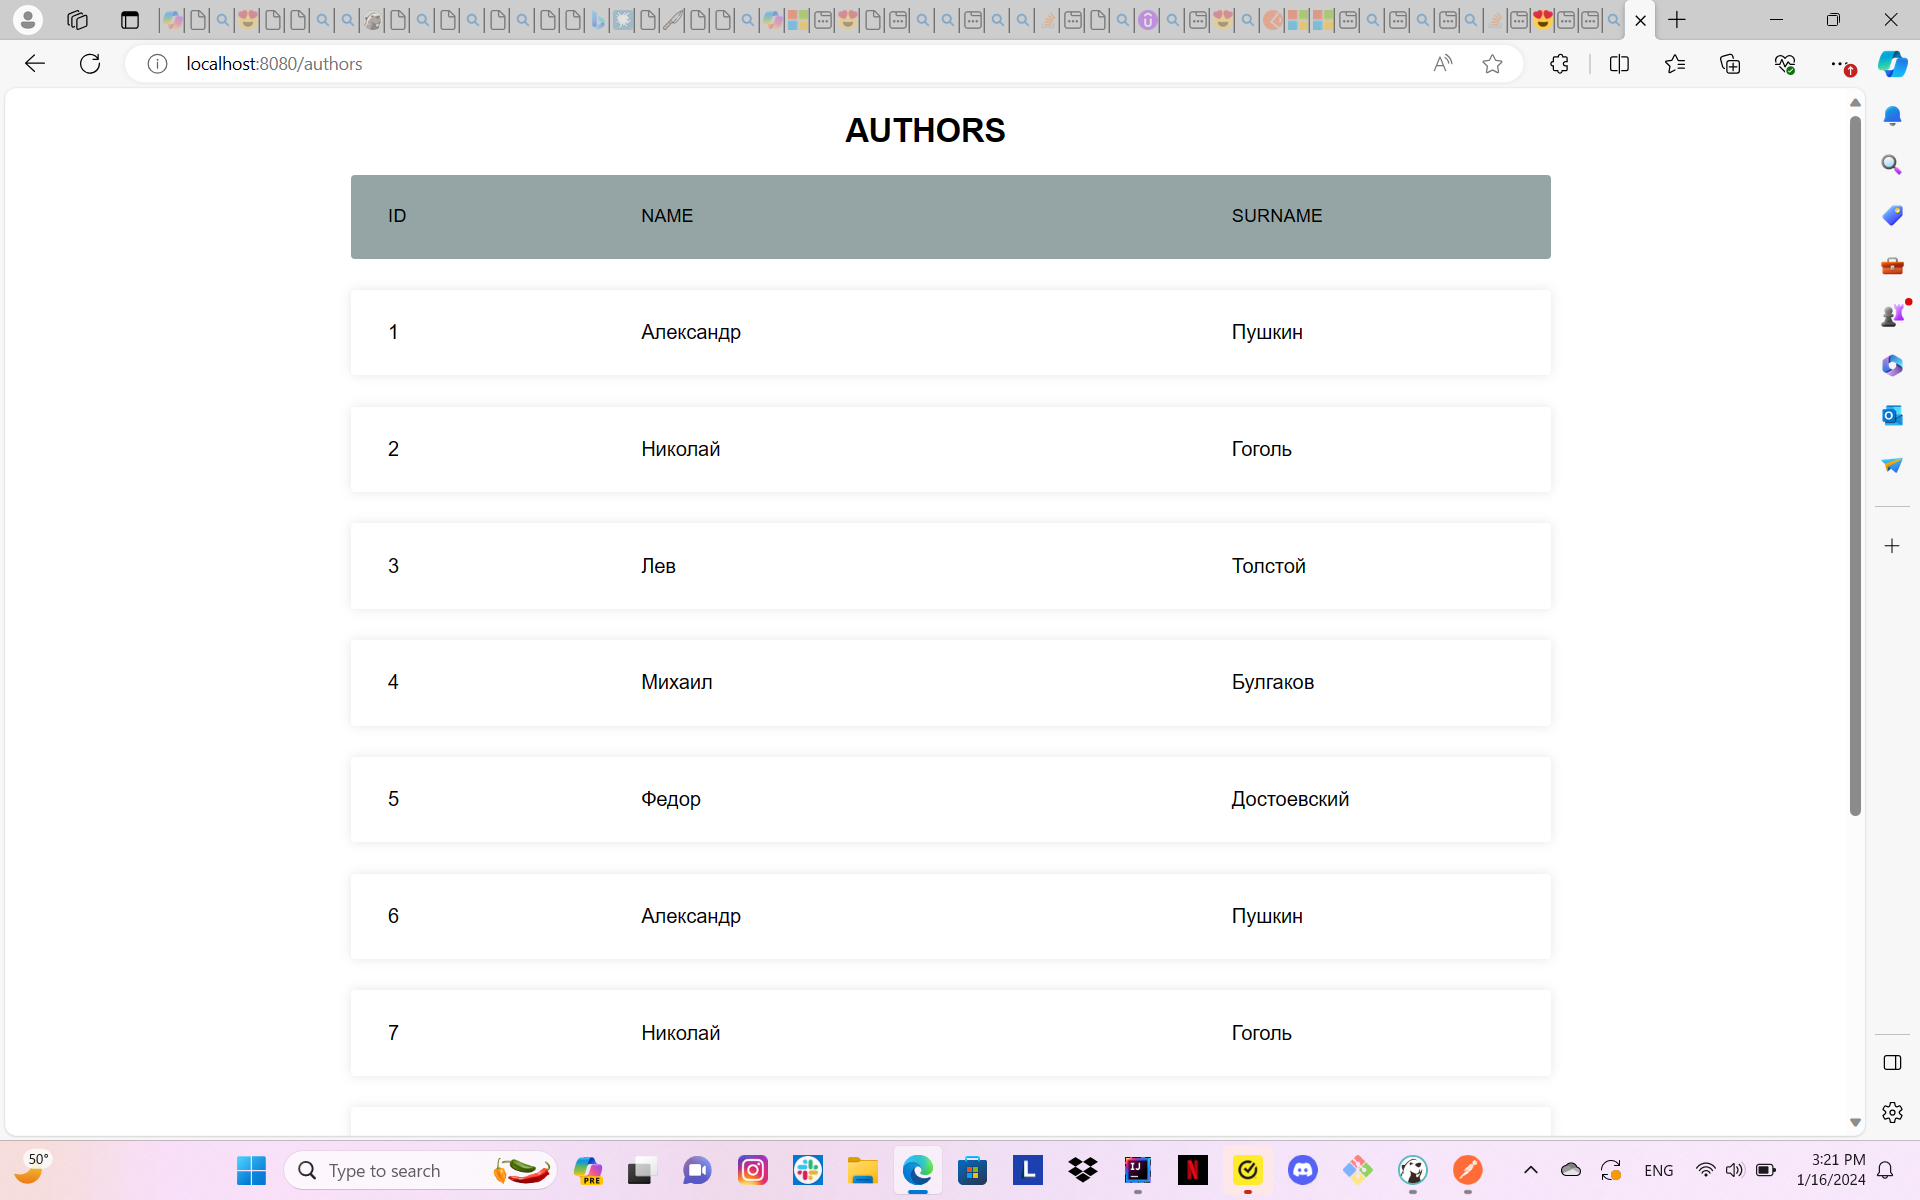 localhost:8080/authors
AUTHORS
ID NAME SURNAME
1 Александр Пушкин
2 Николай Гоголь
3 Лев Толстой
4 Михаил Булгаков
5 Федор Достоевский
6 Александр Пушкин
7 Николай Гоголь
50° Type to search PRE L IJ N ENG 3:21 PM
1/16/2024